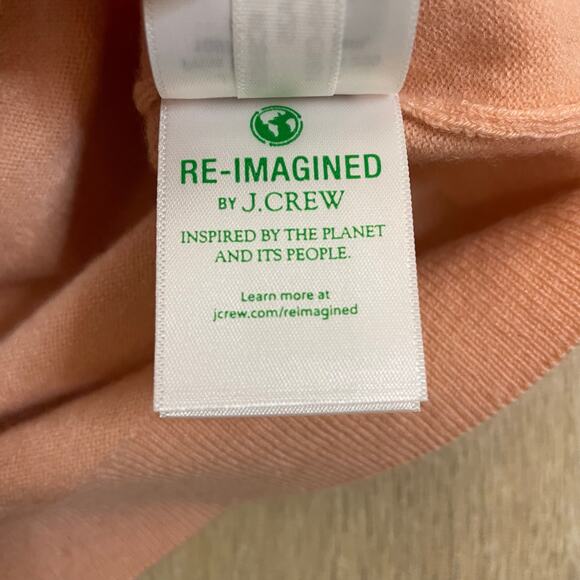 RE-IMAGINED
BY J.CREW
INSPIRED BY THE PLANET
AND ITS PEOPLE.
Learn more at
jcrew.com/reimagined